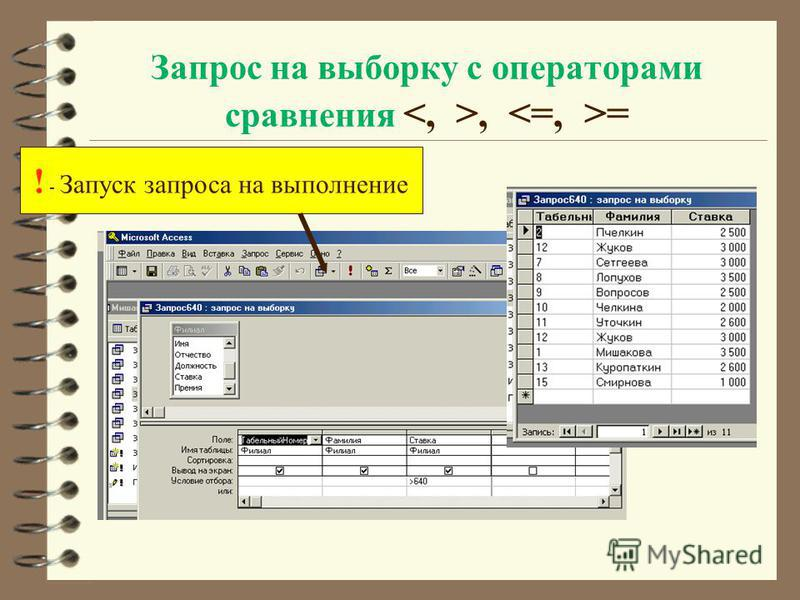 Запрос на выборку с операторами
сравнения <, >, <=, >=
! - Запуск запроса на выполнение
Microsoft Access
Файл Правка Вид Вставка Запрос Сервис Окно ?
Все
Запрос640 : запрос на выборку
Филиал
Имя
Отчество
Должность
Ставка
Премия
Поле: ТабельныйНомер Фамилия Ставка
Имя таблицы: Филиал Филиал Филиал
Сортировка:
Вывод на экран:
Условие отбора: >640
или:
Запрос640 : запрос на выборку
Табельный Фамилия Ставка
2 Пчелкин 2 500
12 Жуков 3 000
7 Сетгеева 3 000
8 Лопухов 3 500
9 Вопросов 2 500
10 Челкина 2 000
11 Уточкин 2 600
12 Жуков 3 000
1 Мишакова 3 500
13 Куропаткин 2 600
15 Смирнова 1 000
Запись: 1 из 11
MyShared